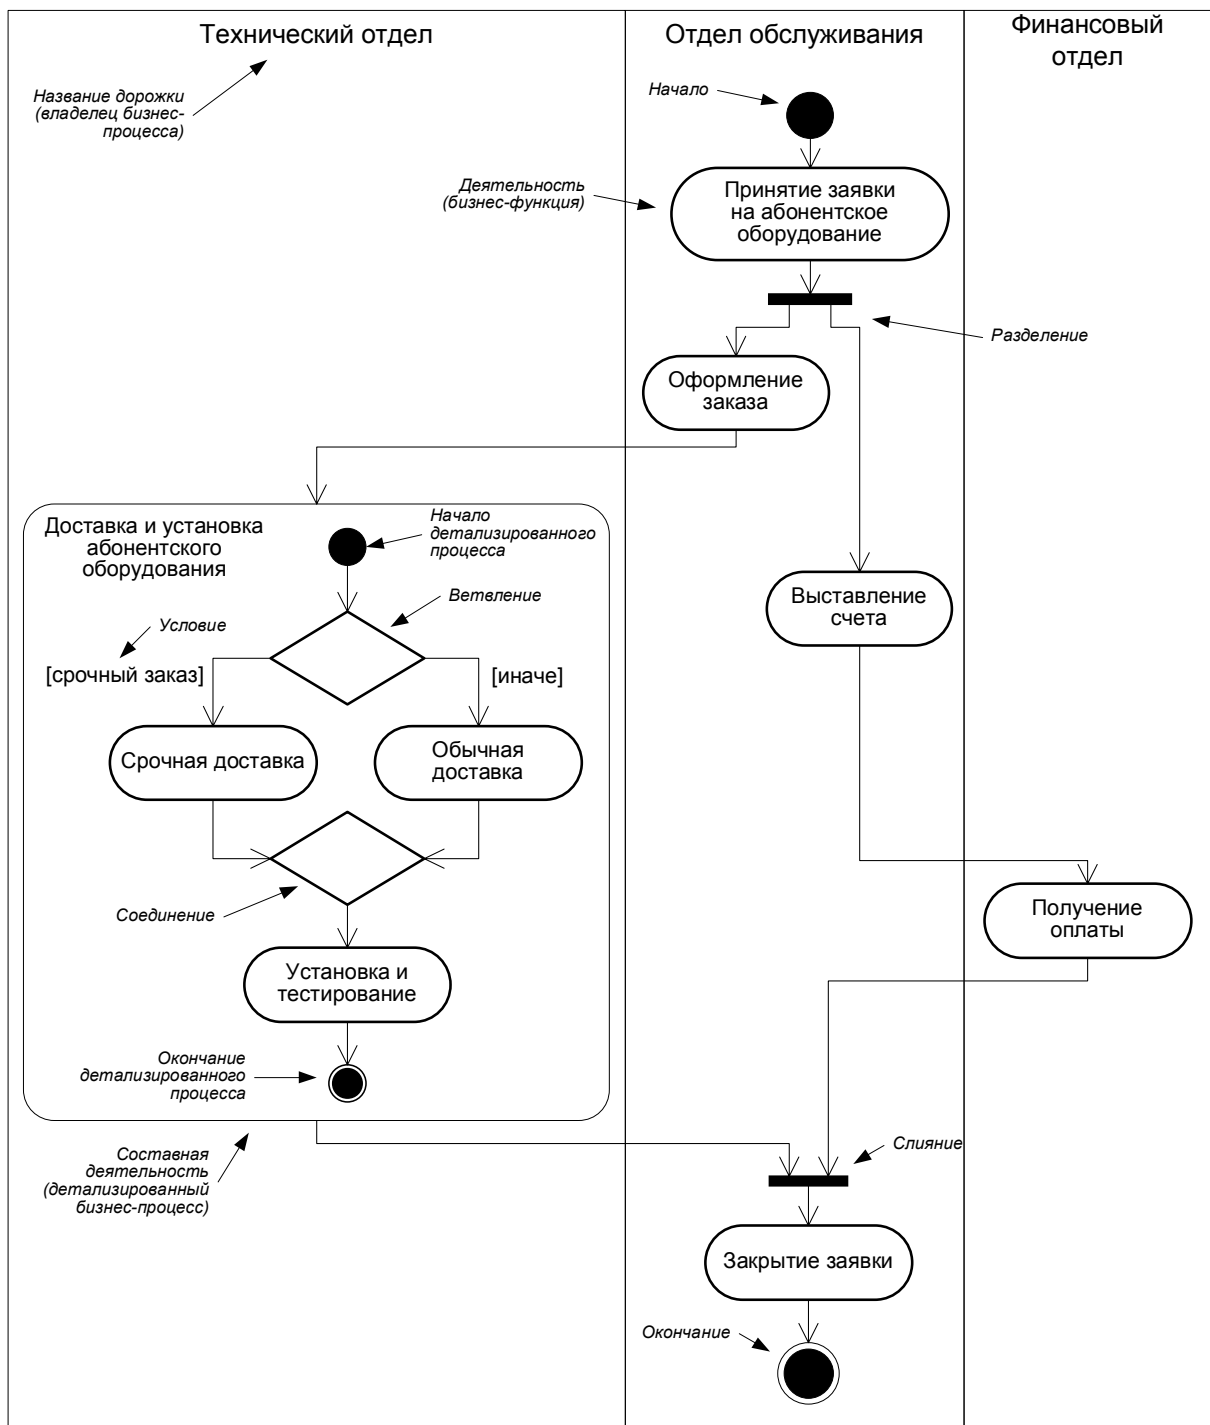 Технический отдел
Отдел обслуживания
Финансовый
отдел
Название дорожки
(владелец бизнес-
процесса)
Начало
Деятельность
(бизнес-функция)
Принятие заявки
на абонентское
оборудование
Разделение
Оформление
заказа
Доставка и установка
абонентского
оборудования
Начало
детализированного
процесса
Ветвление
Условие
[срочный заказ]
[иначе]
Выставление
счета
Срочная доставка
Обычная
доставка
Соединение
Получение
оплаты
Установка и
тестирование
Окончание
детализированного
процесса
Составная
деятельность
(детализированный
бизнес-процесс)
Слияние
Закрытие заявки
Окончание